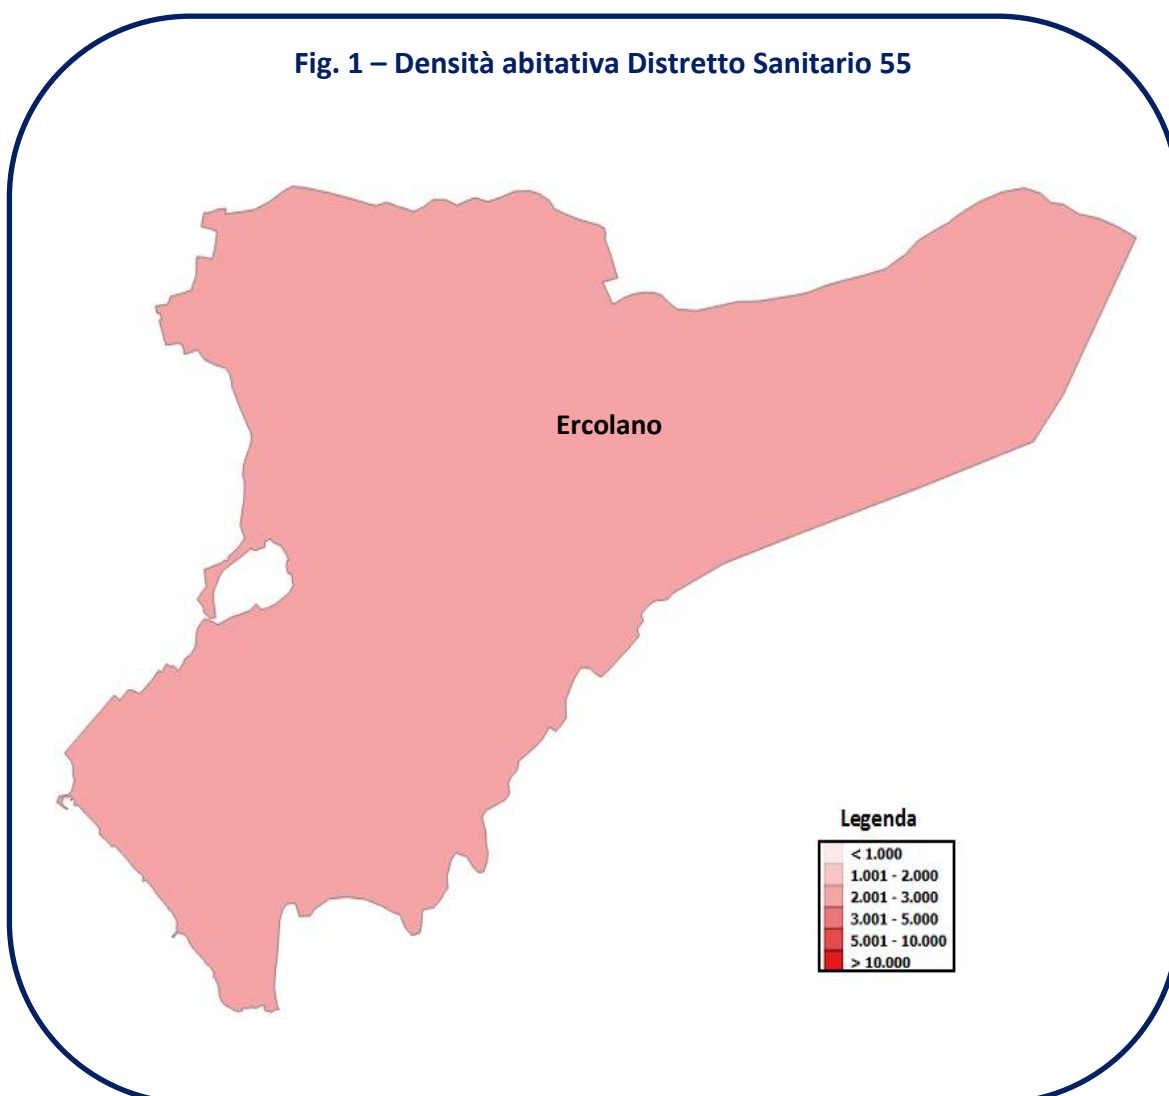 Fig. 1 – Densità abitativa Distretto Sanitario 55
Ercolano
Legenda
< 1.000
1.001 - 2.000
2.001 - 3.000
3.001 - 5.000
5.001 - 10.000
> 10.000